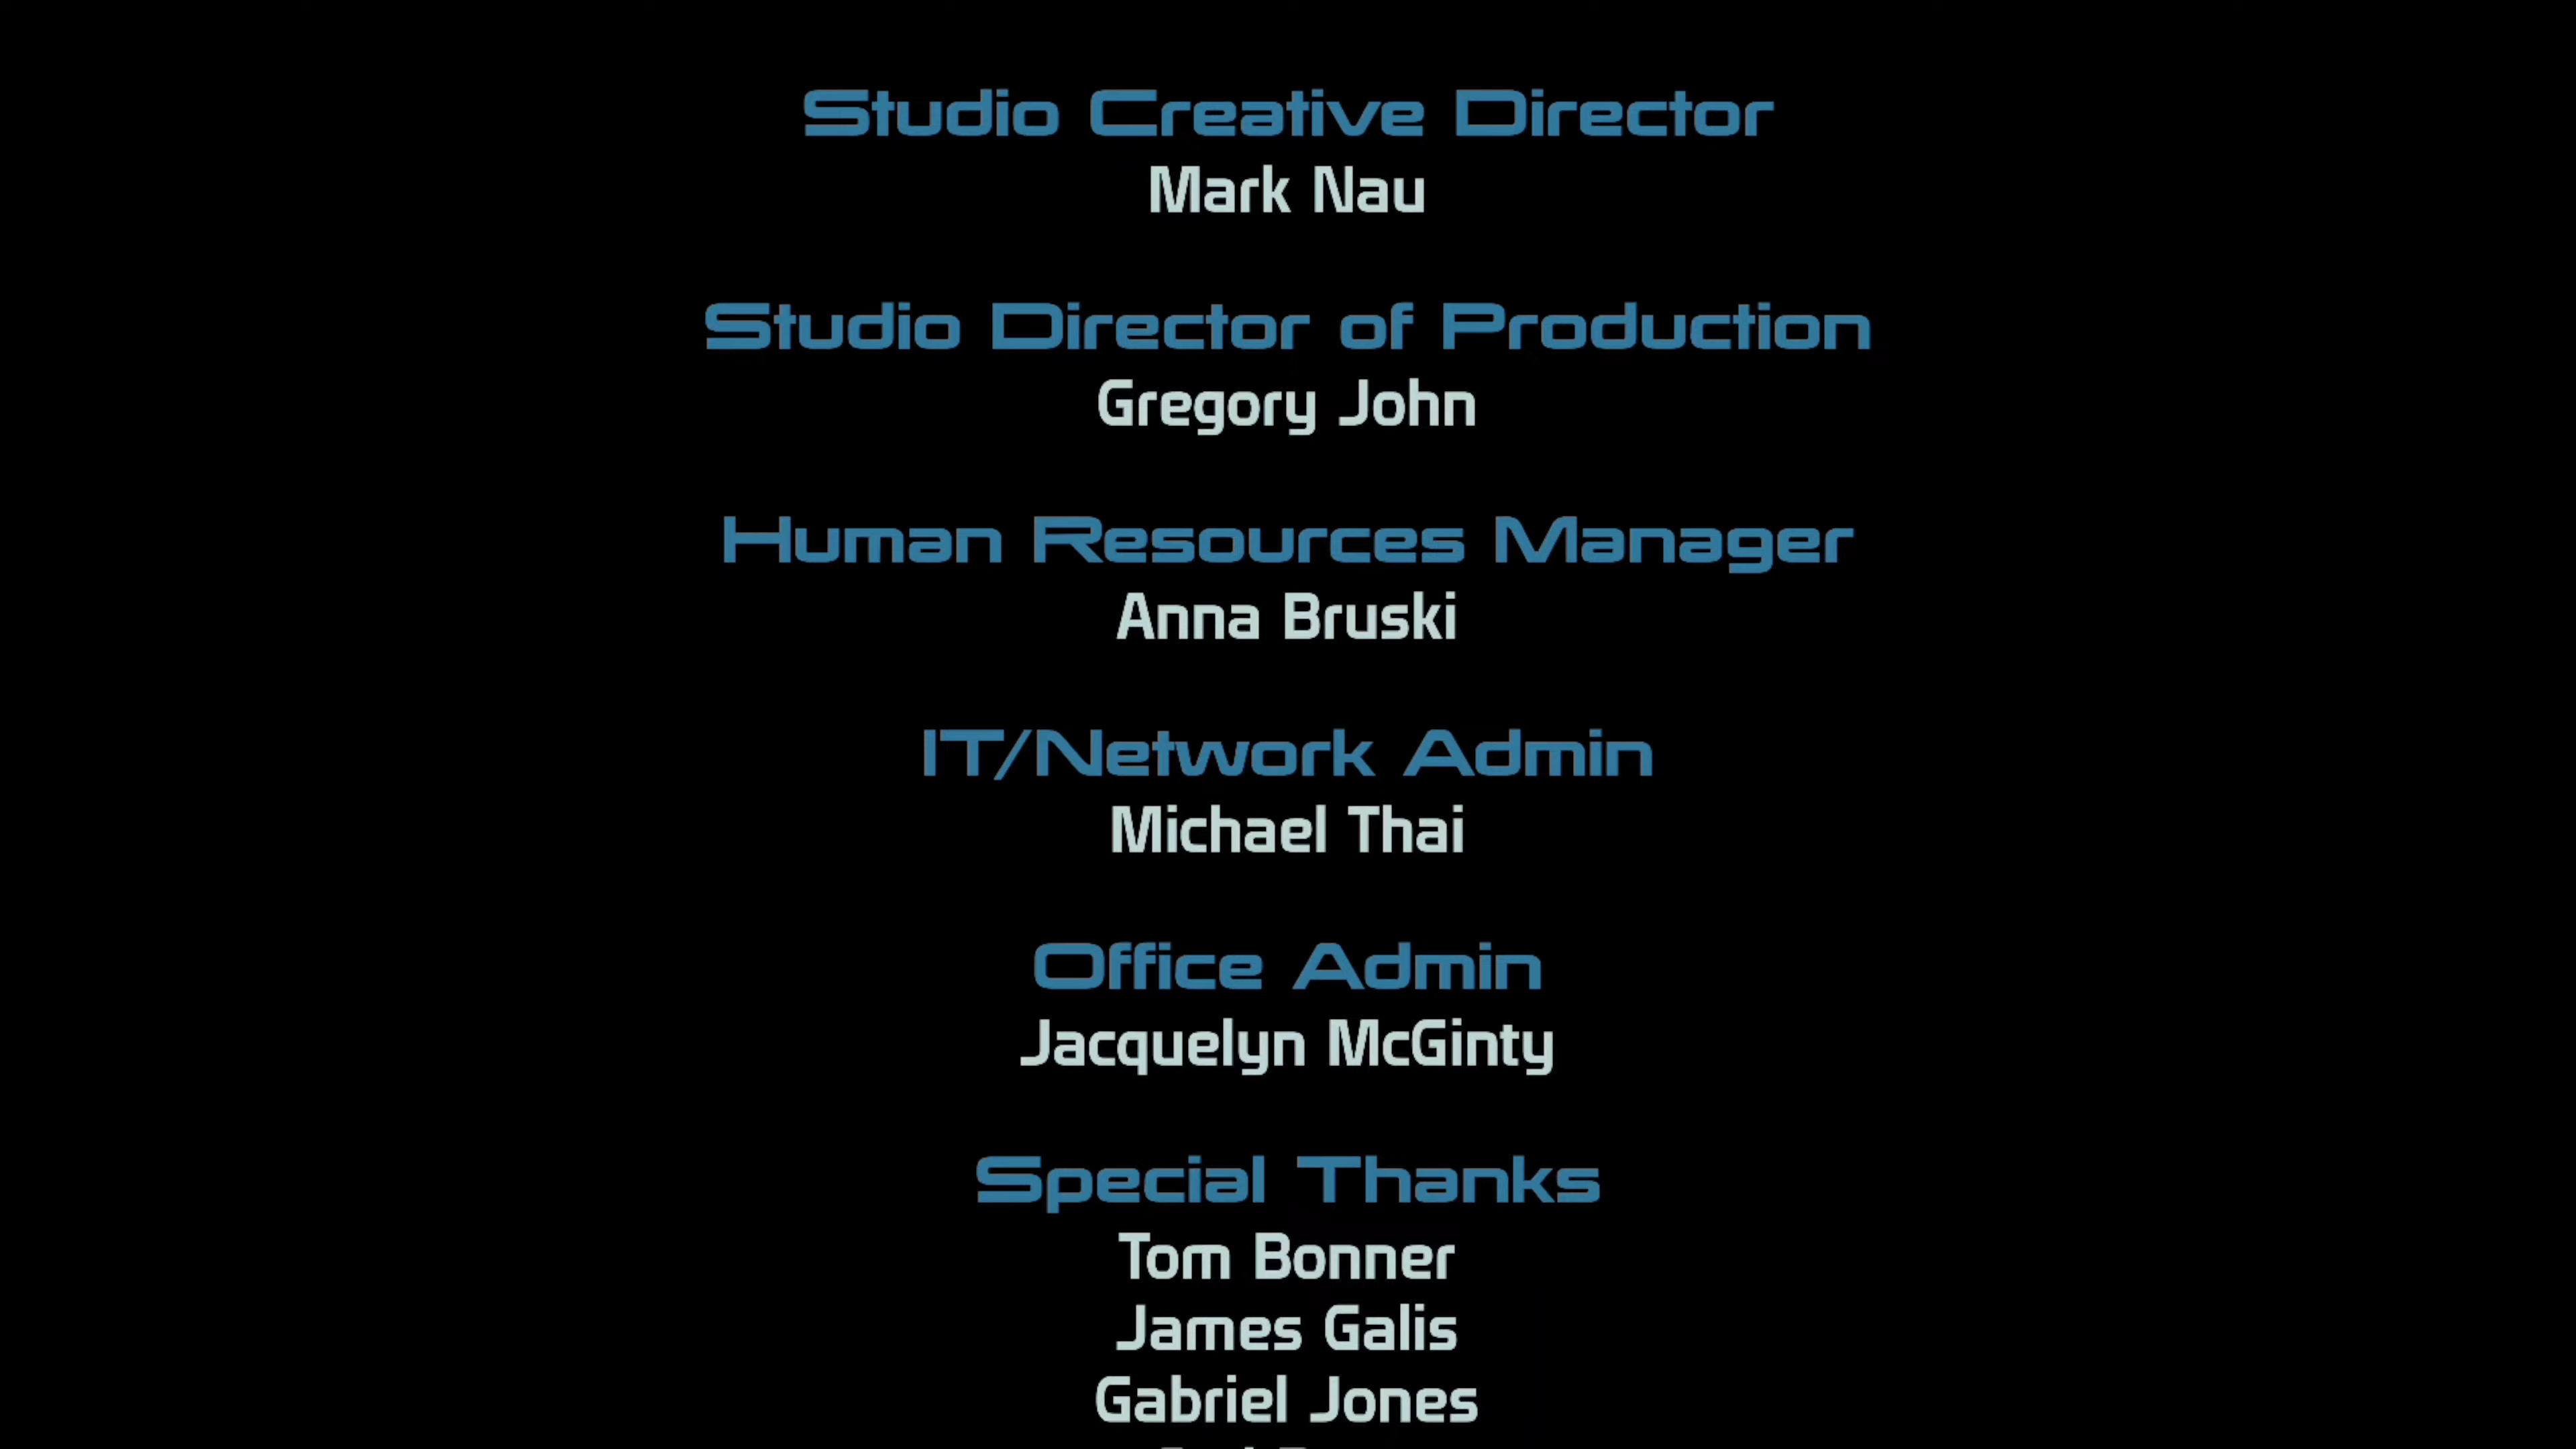 Studio Creative Director
Mark Nau
Studio Director of Production
Gregory John
Human Resources Manager
Anna Bruski
IT/Network Admin
Michael Thai
Office Admin
Jacquelyn McGinty
Special Thanks
Tom Bonner
James Galis
Gabriel Jones